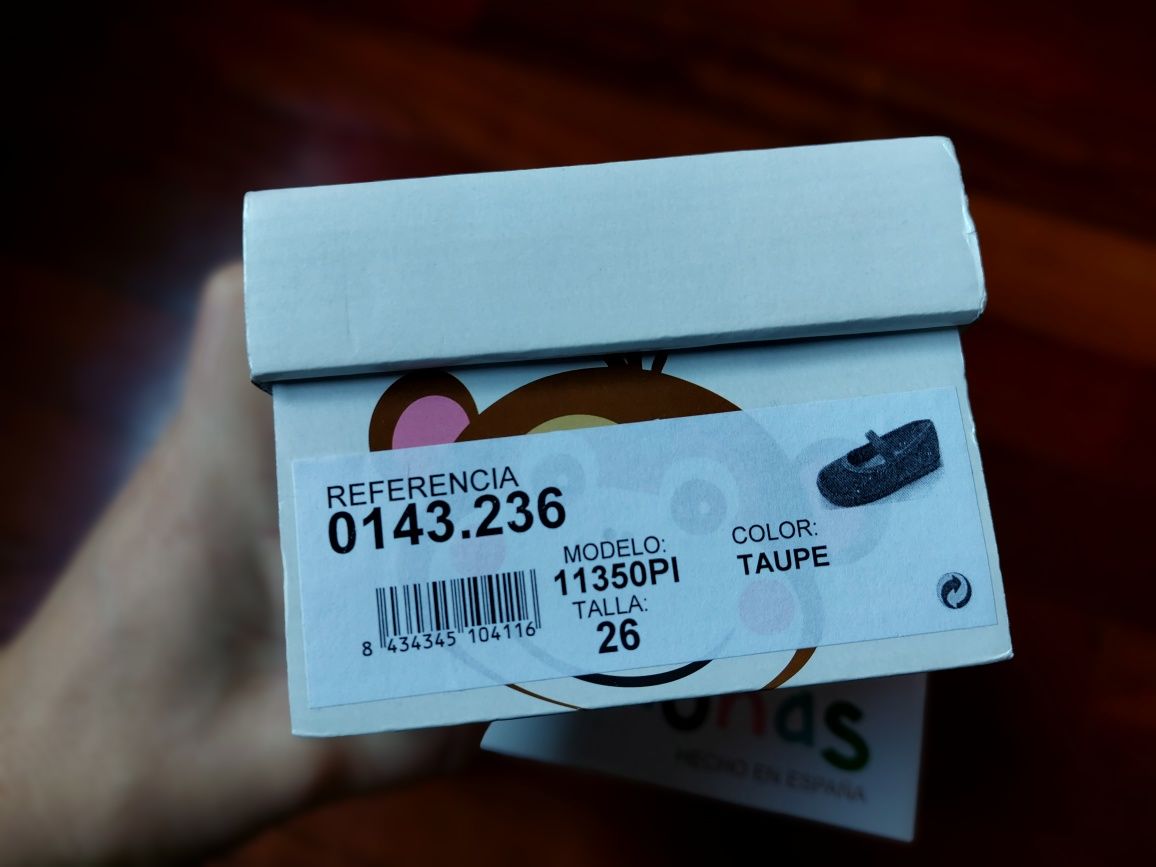 REFERENCIA
0143.236
MODELO:
11350PI
TALLA:
26
COLOR:
TAUPE
8 434345 104116
HECHO EN ESPAÑA